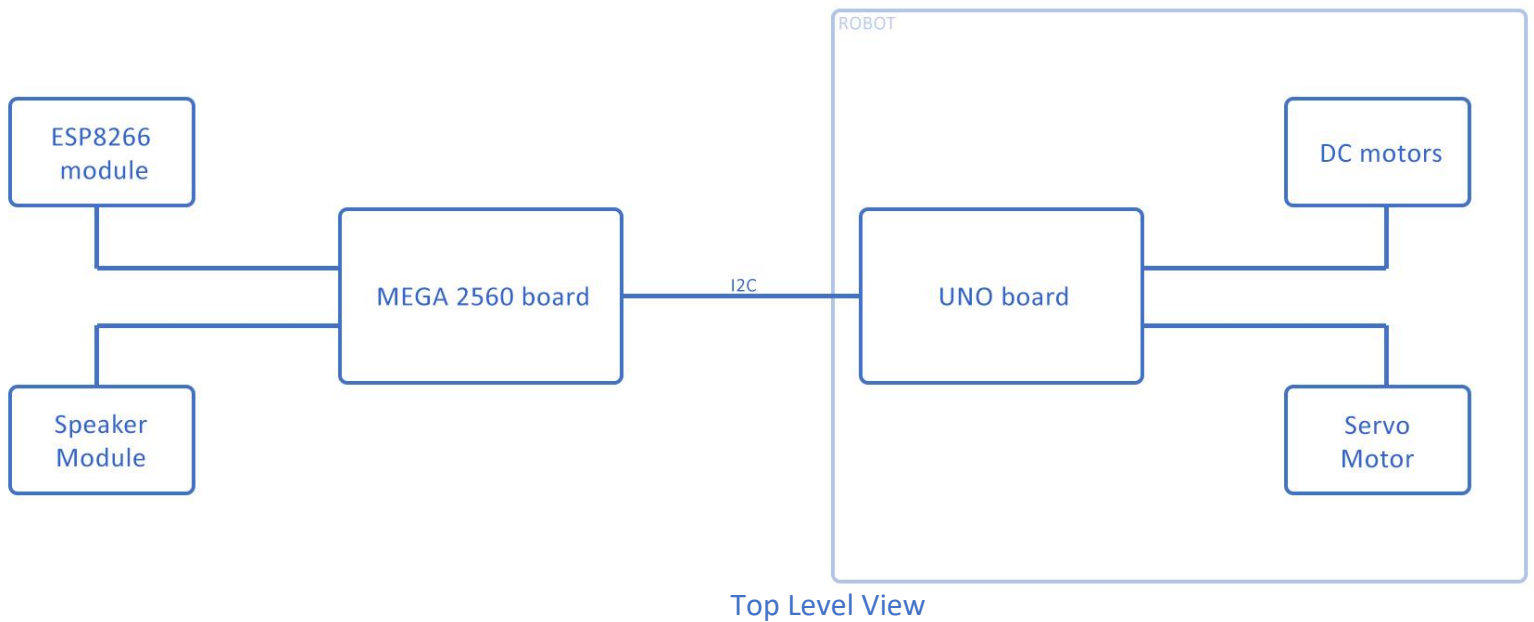 ROBOT
ESP8266
module
DC motors
MEGA 2560 board
I2C
UNO board
Speaker
Module
Servo
Motor
Top Level View